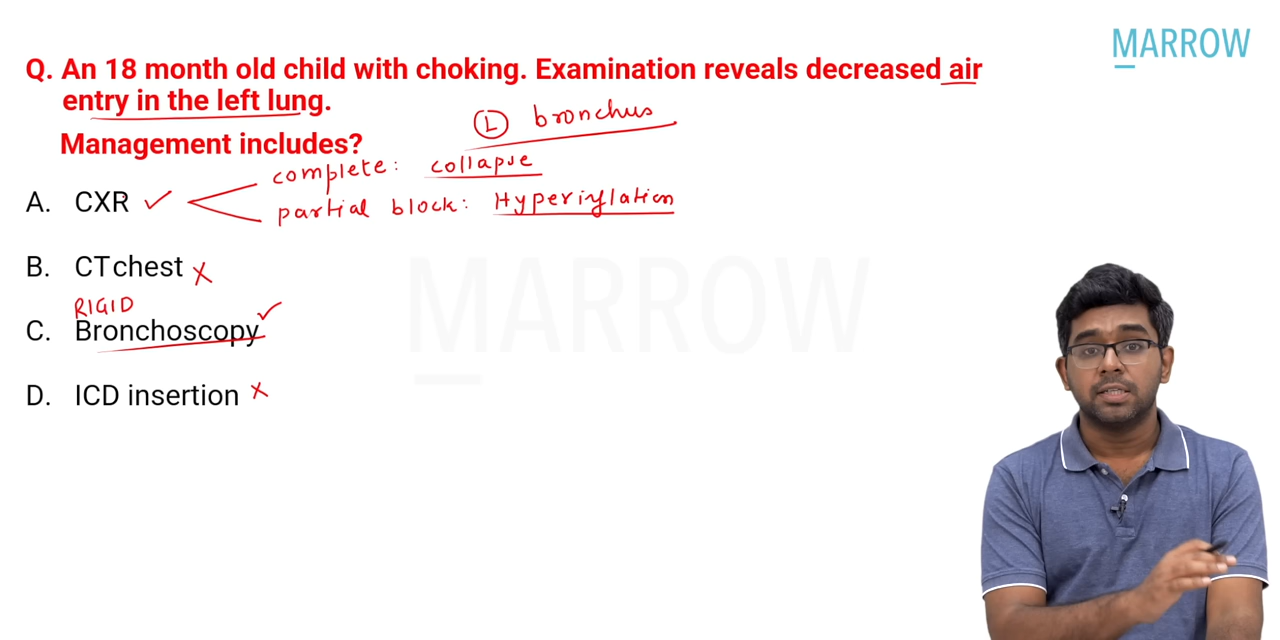 MARROW
Q. An 18 month old child with choking. Examination reveals decreased air
entry in the left lung.
Ⓛ bronchus
Management includes?
complete: collapse
A. CXR ✓
partial block: Hyperinflation
B. CT chest ×
RIGID
C. Bronchoscopy ✓
D. ICD insertion ×
MARROW